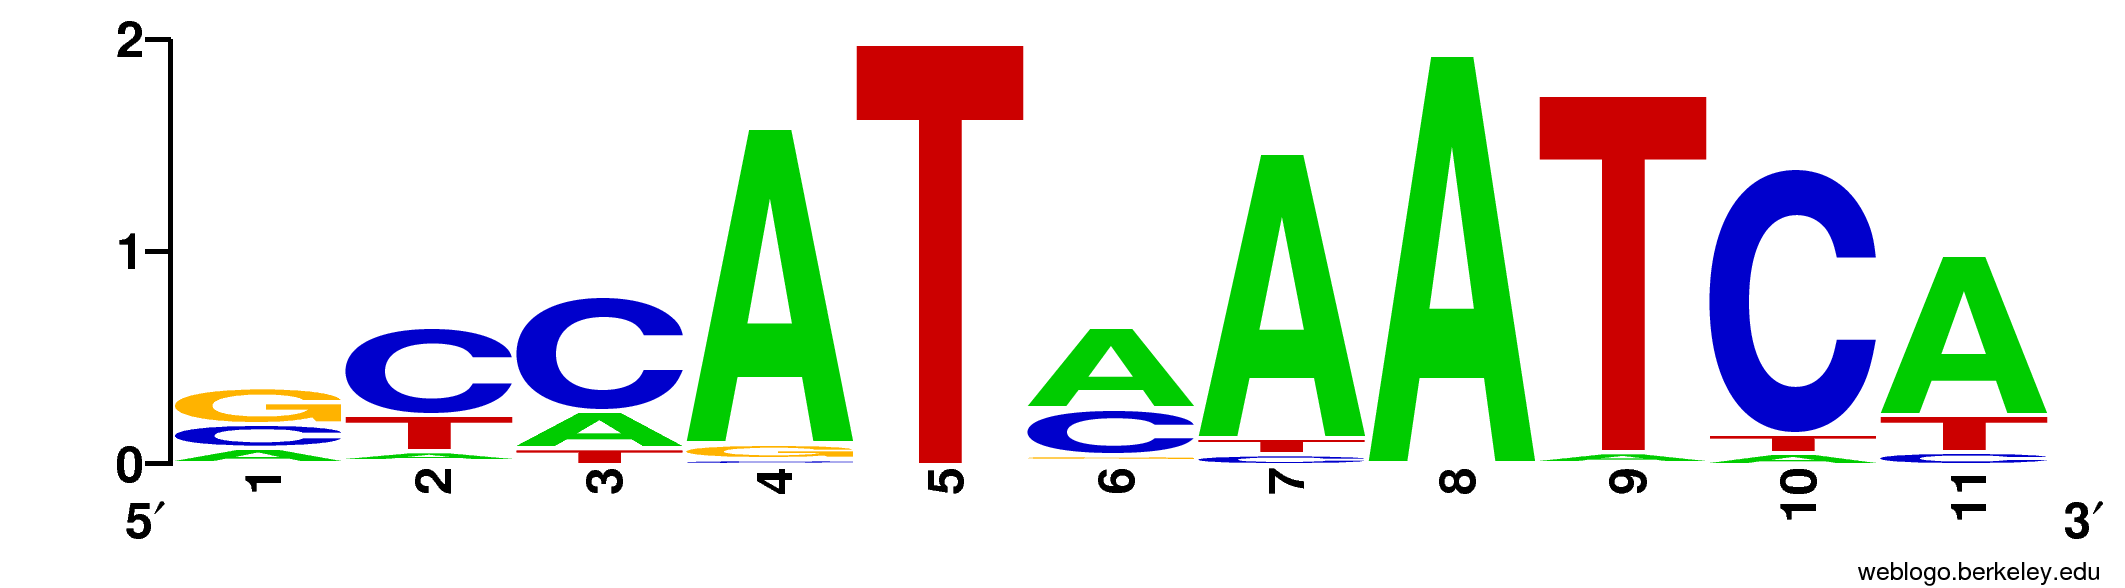 2
1
0
G C C A T A A A T C A
C T A G C T T T
A A T C G C A A C
1 2 3 4 5 6 7 8 9 10 11
5′ 3′
weblogo.berkeley.edu